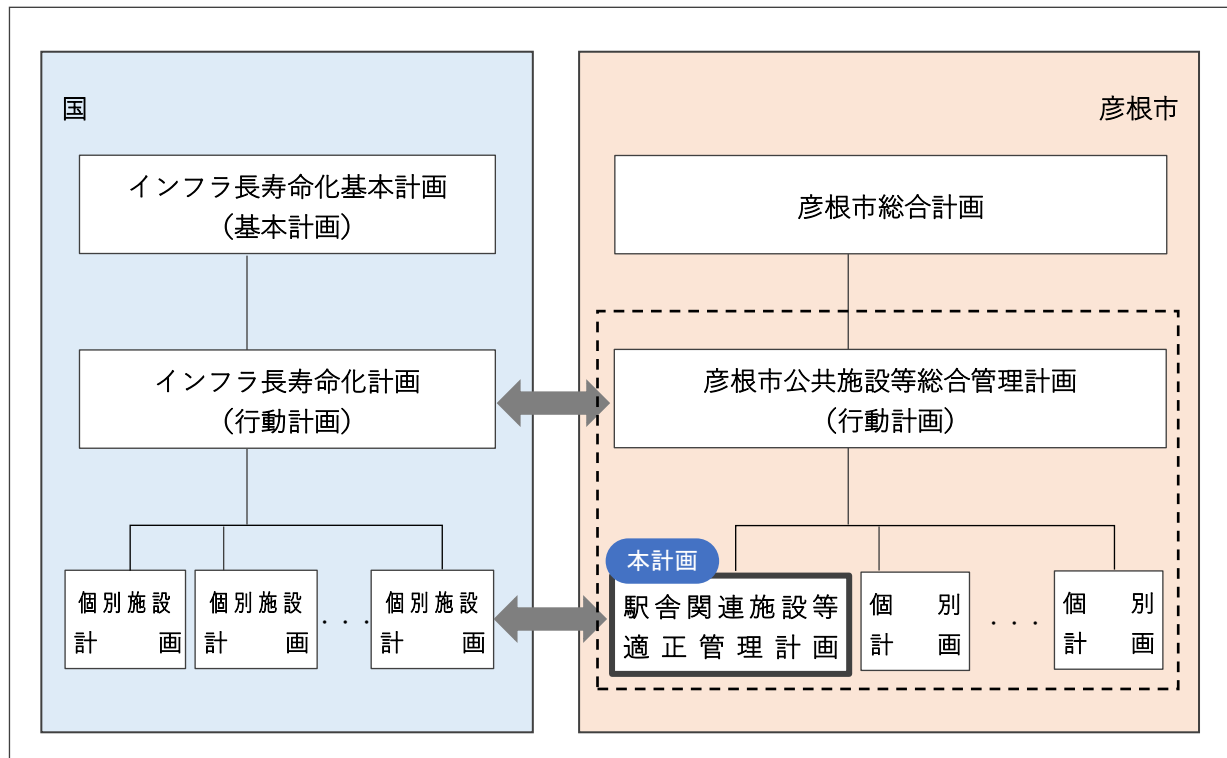 国
インフラ長寿命化基本計画
（基本計画）
インフラ長寿命化計画
（行動計画）
個別施設
計画
個別施設
計画
・・・
個別施設
計画
彦根市
彦根市総合計画
彦根市公共施設等総合管理計画
（行動計画）
本計画
駅舎関連施設等
適正管理計画
個別
計画
・・・
個別
計画